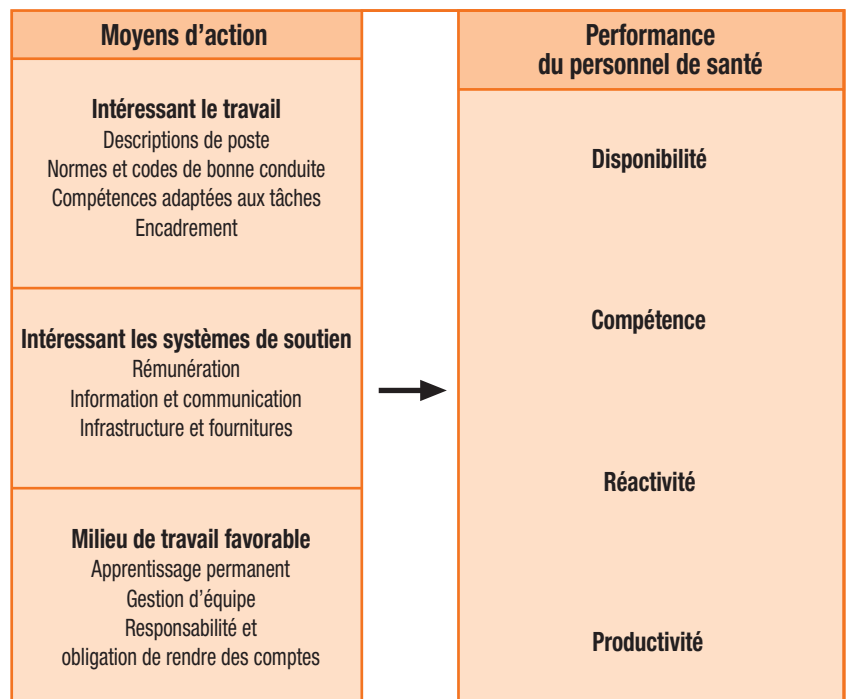 Moyens d'action
Intéressant le travail
Descriptions de poste
Normes et codes de bonne conduite
Compétences adaptées aux tâches
Encadrement
Intéressant les systèmes de soutien
Rémunération
Information et communication
Infrastructure et fournitures
Milieu de travail favorable
Apprentissage permanent
Gestion d'équipe
Responsabilité et
obligation de rendre des comptes
Performance
du personnel de santé
Disponibilité
Compétence
Réactivité
Productivité